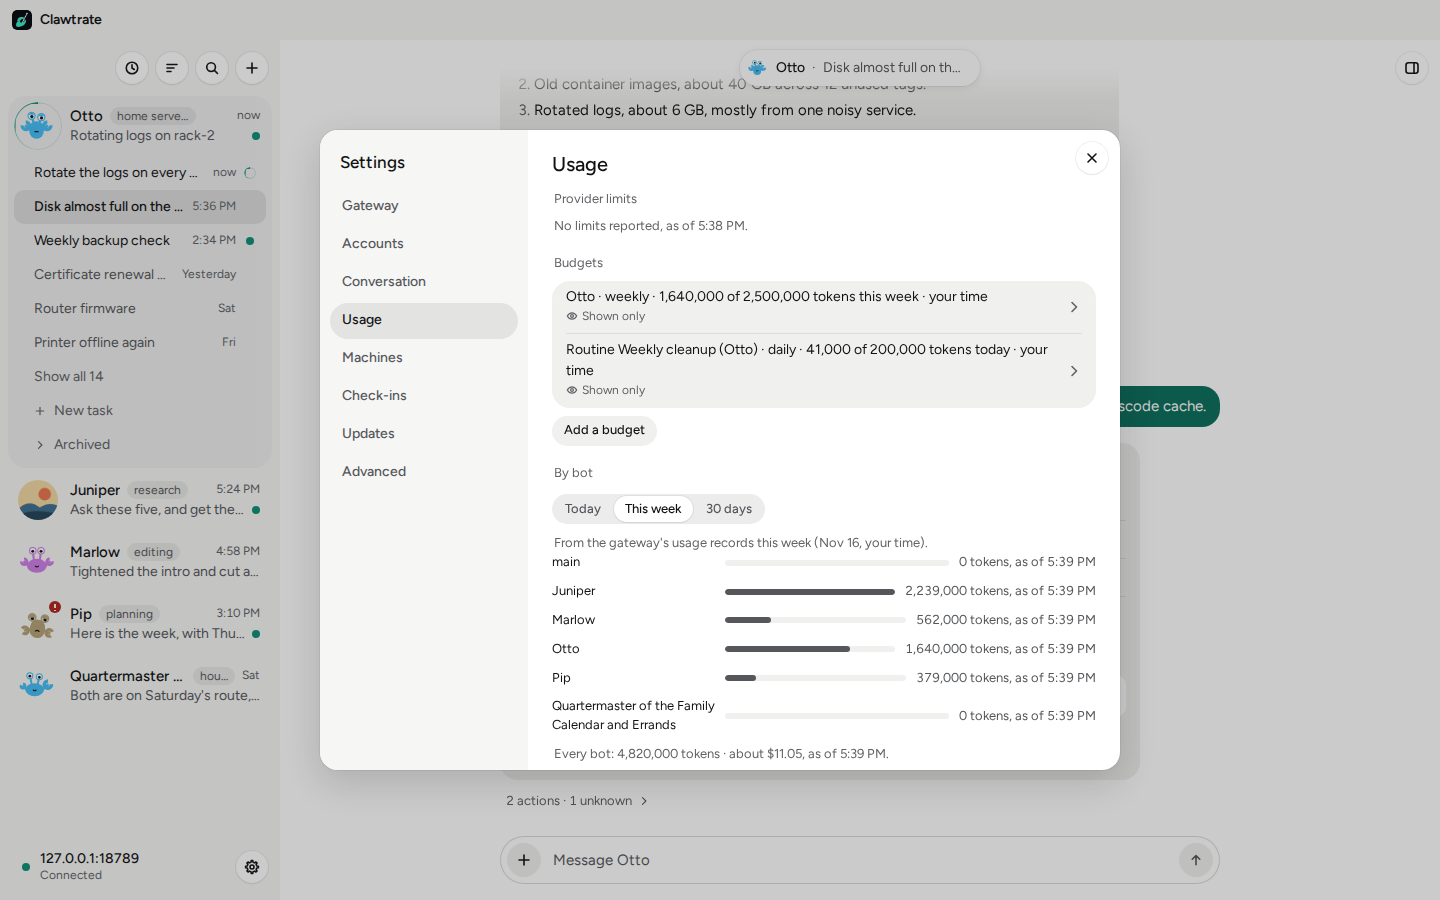 Clawtrate
Otto home serve... now
Rotating logs on rack-2
Rotate the logs on every ... now
Disk almost full on the ... 5:36 PM
Weekly backup check 2:34 PM
Certificate renewal ... Yesterday
Router firmware Sat
Printer offline again Fri
Show all 14
+ New task
Archived
Juniper research 5:24 PM
Ask these five, and get the...
Marlow editing 4:58 PM
Tightened the intro and cut a...
Pip planning 3:10 PM
Here is the week, with Thu...
Quartermaster ... hou... Sat
Both are on Saturday's route,...
127.0.0.1:18789
Connected
Otto · Disk almost full on th...
2. Old container images, about 40 GB across 12 unused tags.
3. Rotated logs, about 6 GB, mostly from one noisy service.
Settings
Gateway
Accounts
Conversation
Usage
Machines
Check-ins
Updates
Advanced
Usage
Provider limits
No limits reported, as of 5:38 PM.
Budgets
Otto · weekly · 1,640,000 of 2,500,000 tokens this week · your time
Shown only
Routine Weekly cleanup (Otto) · daily · 41,000 of 200,000 tokens today · your
time
Shown only
Add a budget
By bot
Today This week 30 days
From the gateway's usage records this week (Nov 16, your time).
main 0 tokens, as of 5:39 PM
Juniper 2,239,000 tokens, as of 5:39 PM
Marlow 562,000 tokens, as of 5:39 PM
Otto 1,640,000 tokens, as of 5:39 PM
Pip 379,000 tokens, as of 5:39 PM
Quartermaster of the Family
Calendar and Errands 0 tokens, as of 5:39 PM
Every bot: 4,820,000 tokens · about $11.05, as of 5:39 PM.
scode cache.
2 actions · 1 unknown
Message Otto